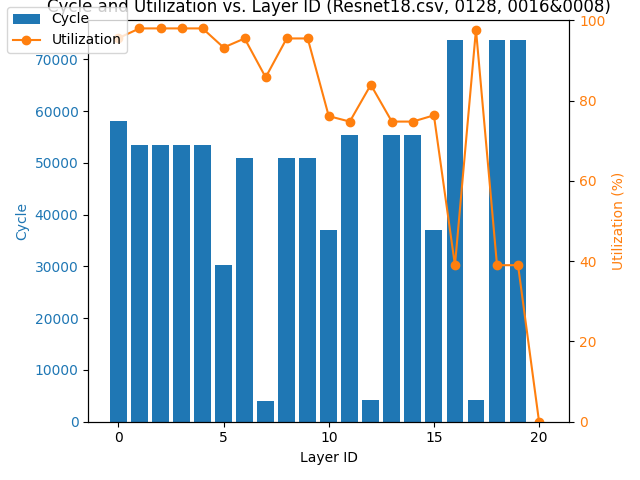 Cycle and Utilization vs. Layer ID (Resnet18.csv, 0128, 0016&0008)
Cycle
Utilization
70000
60000
50000
40000
30000
20000
10000
0
Cycle
100
80
60
40
20
0
Utilization (%)
0 5 10 15 20
Layer ID